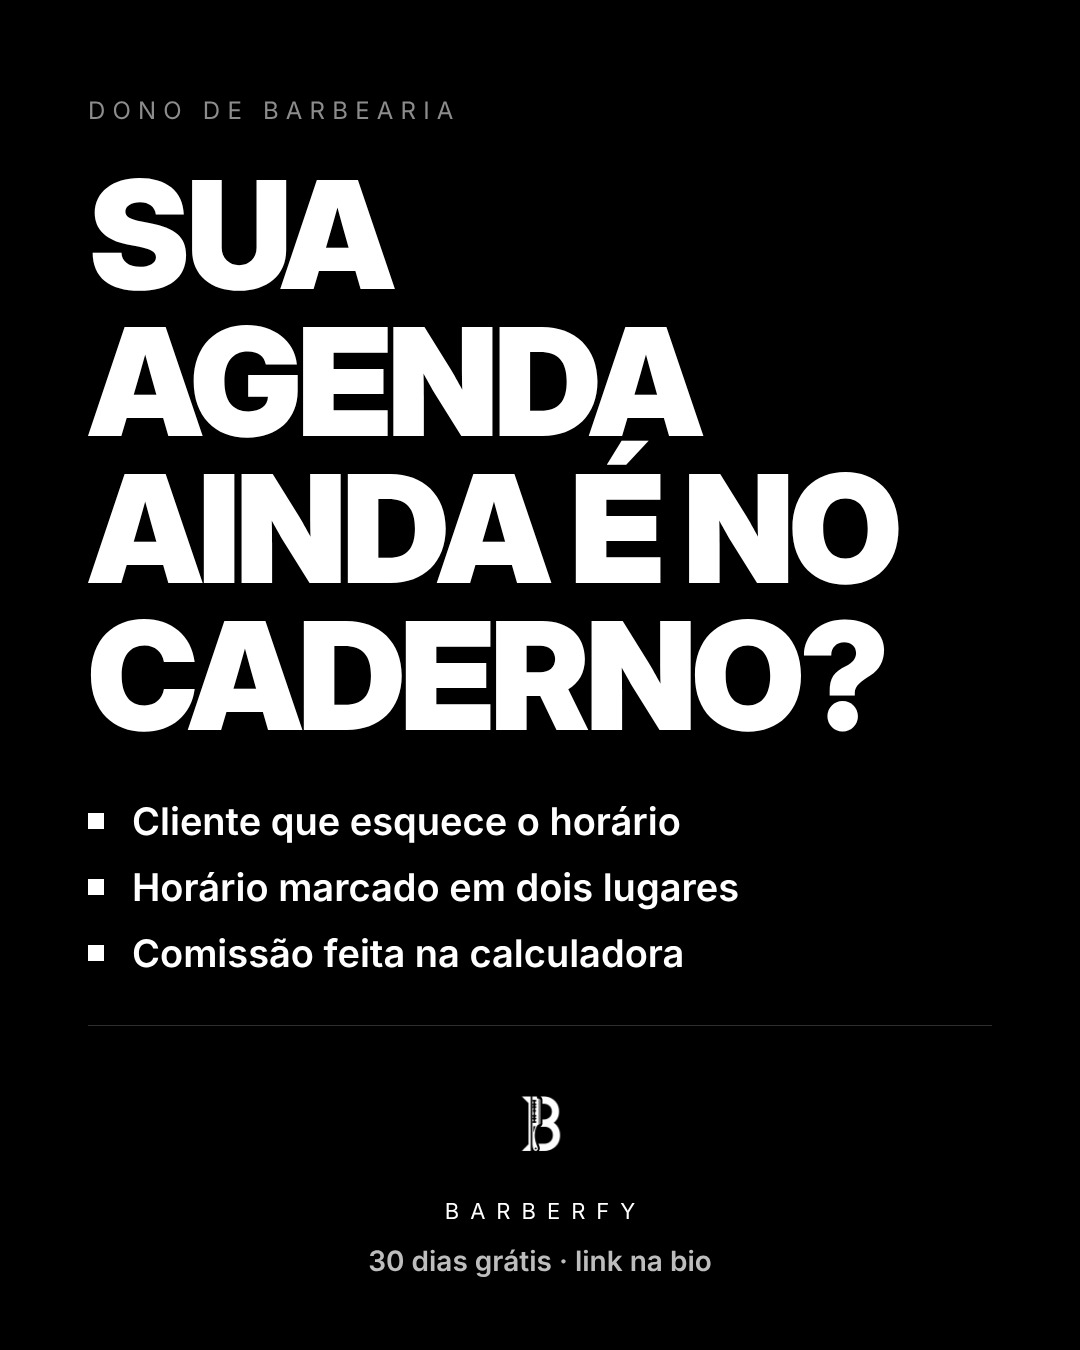 DONO DE BARBEARIA
SUA
AGENDA
AINDA É NO
CADERNO?
Cliente que esquece o horário
Horário marcado em dois lugares
Comissão feita na calculadora
B
BARBERFY
30 dias grátis · link na bio